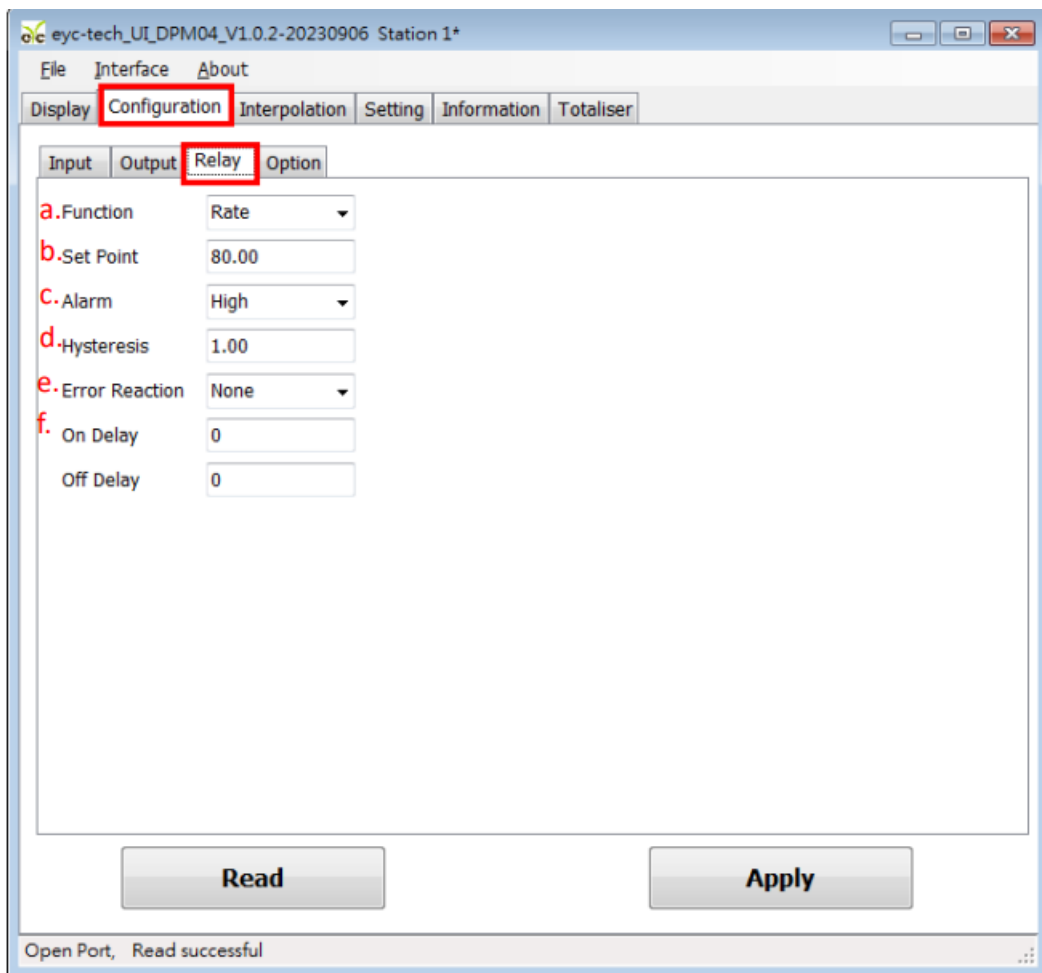 eyc-tech_UI_DPM04_V1.0.2-20230906 Station 1*
File Interface About
Display Configuration Interpolation Setting Information Totaliser
Input Output Relay Option
a. Function Rate
b. Set Point 80.00
c. Alarm High
d. Hysteresis 1.00
e. Error Reaction None
f. On Delay 0
Off Delay 0
Read Apply
Open Port, Read successful